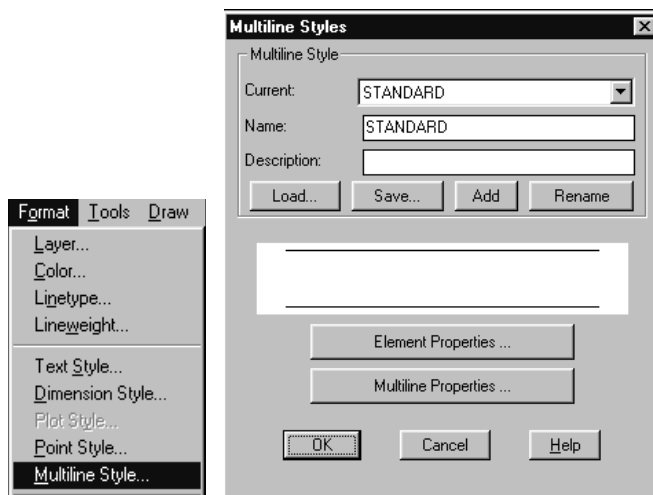 Format Tools Draw
Layer...
Color...
Linetype...
Lineweight...
Text Style...
Dimension Style...
Plot Style...
Point Style...
Multiline Style...
Multiline Styles
Multiline Style
Current: STANDARD
Name: STANDARD
Description:
Load... Save... Add Rename
Element Properties ...
Multiline Properties ...
OK Cancel Help